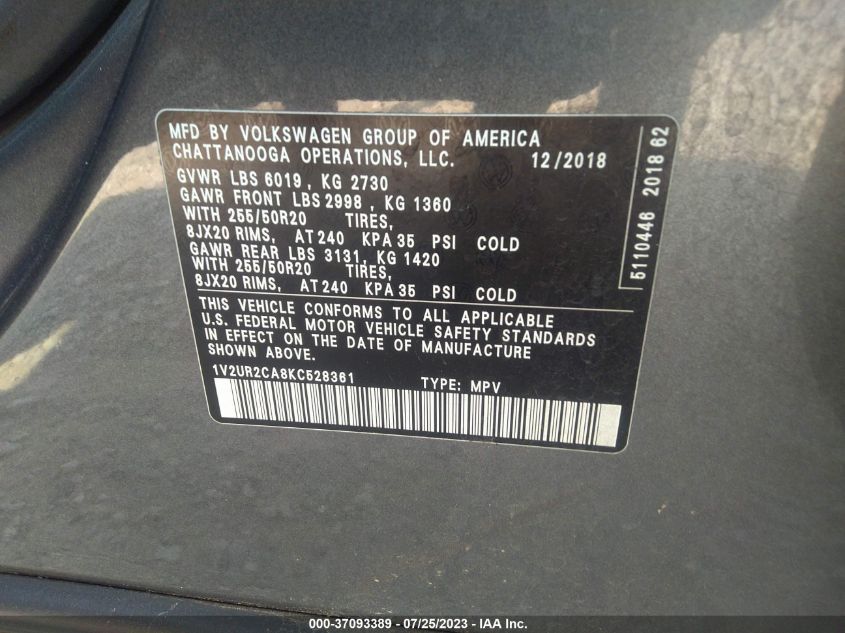 MFD BY VOLKSWAGEN GROUP OF AMERICA
CHATTANOOGA OPERATIONS, LLC. 12/2018
GVWR LBS 6019, KG 2730
GAWR FRONT LBS 2998, KG 1360
WITH 255/50R20 TIRES,
8JX20 RIMS, AT 240 KPA 35 PSI COLD
GAWR REAR LBS 3131, KG 1420
WITH 255/50R20 TIRES,
8JX20 RIMS, AT 240 KPA 35 PSI COLD
5110446 2018 62
THIS VEHICLE CONFORMS TO ALL APPLICABLE
U.S. FEDERAL MOTOR VEHICLE SAFETY STANDARDS
IN EFFECT ON THE DATE OF MANUFACTURE
SHOWN ABOVE.
1V2UR2CA8KC528361 TYPE: MPV
000-37093389 - 07/25/2023 - IAA Inc.